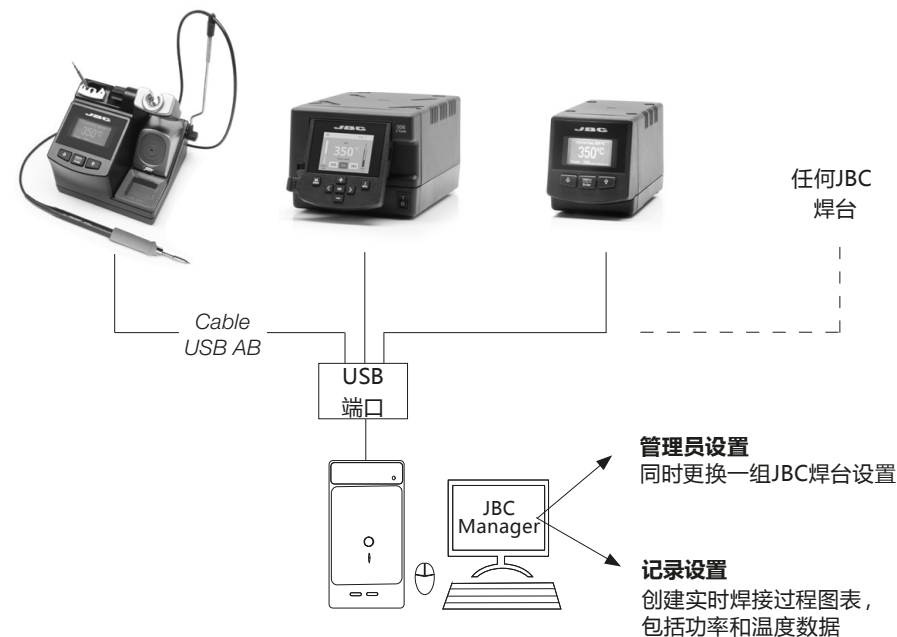 JBC
350°C
JBC
350
JBC
350°C
任何JBC
焊台
Cable
USB AB
USB
端口
JBC
Manager
管理员设置
同时更换一组JBC焊台设置
记录设置
创建实时焊接过程图表，
包括功率和温度数据